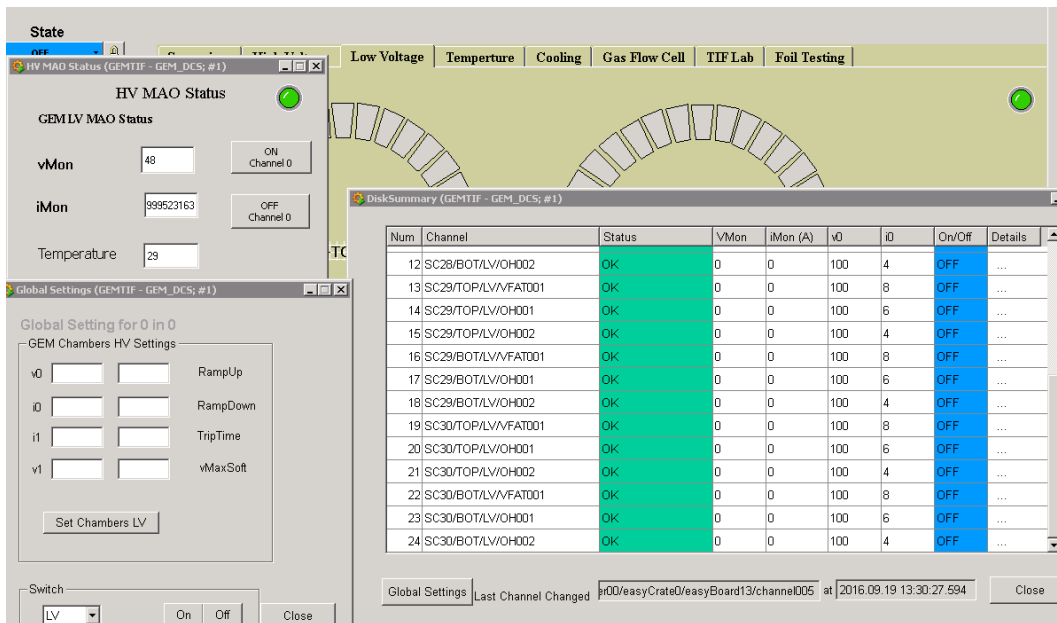 State
OFF
Low Voltage Temperture Cooling Gas Flow Cell TIF Lab Foil Testing
HV MAO Status (GEMTIF - GEM_DCS; #1)
HV MAO Status
GEM LV MAO Status
vMon 48 ON Channel 0
iMon 999523163 OFF Channel 0
Temperature 29
DiskSummary (GEMTIF - GEM_DCS; #1)
Num Channel Status VMon iMon (A) v0 i0 On/Off Details
12 SC28/BOT/LV/OH002 OK 0 0 100 4 OFF ...
13 SC29/TOP/LV/VFAT001 OK 0 0 100 8 OFF ...
14 SC29/TOP/LV/OH001 OK 0 0 100 6 OFF ...
15 SC29/TOP/LV/OH002 OK 0 0 100 4 OFF ...
16 SC29/BOT/LV/VFAT001 OK 0 0 100 8 OFF ...
17 SC29/BOT/LV/OH001 OK 0 0 100 6 OFF ...
18 SC29/BOT/LV/OH002 OK 0 0 100 4 OFF ...
19 SC30/TOP/LV/VFAT001 OK 0 0 100 8 OFF ...
20 SC30/TOP/LV/OH001 OK 0 0 100 6 OFF ...
21 SC30/TOP/LV/OH002 OK 0 0 100 4 OFF ...
22 SC30/BOT/LV/VFAT001 OK 0 0 100 8 OFF ...
23 SC30/BOT/LV/OH001 OK 0 0 100 6 OFF ...
24 SC30/BOT/LV/OH002 OK 0 0 100 4 OFF ...
Global Settings Last Channel Changed er00/easyCrate0/easyBoard13/channel005 at 2016.09.19 13:30:27.594 Close
Global Settings (GEMTIF - GEM_DCS; #1)
Global Setting for 0 in 0
GEM Chambers HV Settings
v0 RampUp
i0 RampDown
i1 TripTime
v1 vMaxSoft
Set Chambers LV
Switch
LV On Off Close